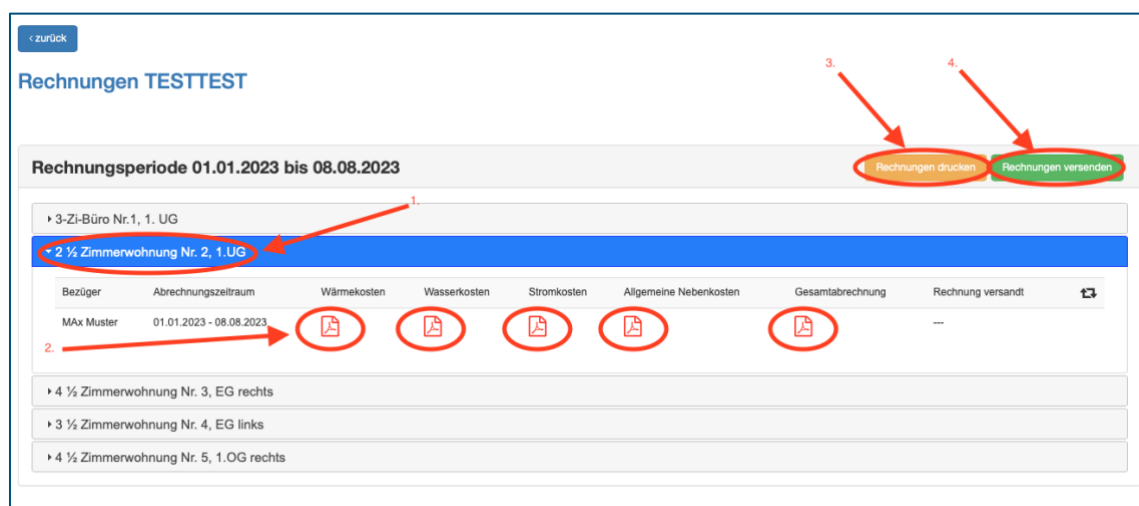 ‹ zurück
Rechnungen TESTTEST
3.
4.
Rechnungsperiode 01.01.2023 bis 08.08.2023
Rechnungen drucken
Rechnungen versenden
1.
3-Zi-Büro Nr.1, 1. UG
2 ½ Zimmerwohnung Nr. 2, 1.UG
Bezüger Abrechnungszeitraum Wärmekosten Wasserkosten Stromkosten Allgemeine Nebenkosten Gesamtabrechnung Rechnung versandt
MAx Muster 01.01.2023 - 08.08.2023 ---
2.
4 ½ Zimmerwohnung Nr. 3, EG rechts
3 ½ Zimmerwohnung Nr. 4, EG links
4 ½ Zimmerwohnung Nr. 5, 1.OG rechts